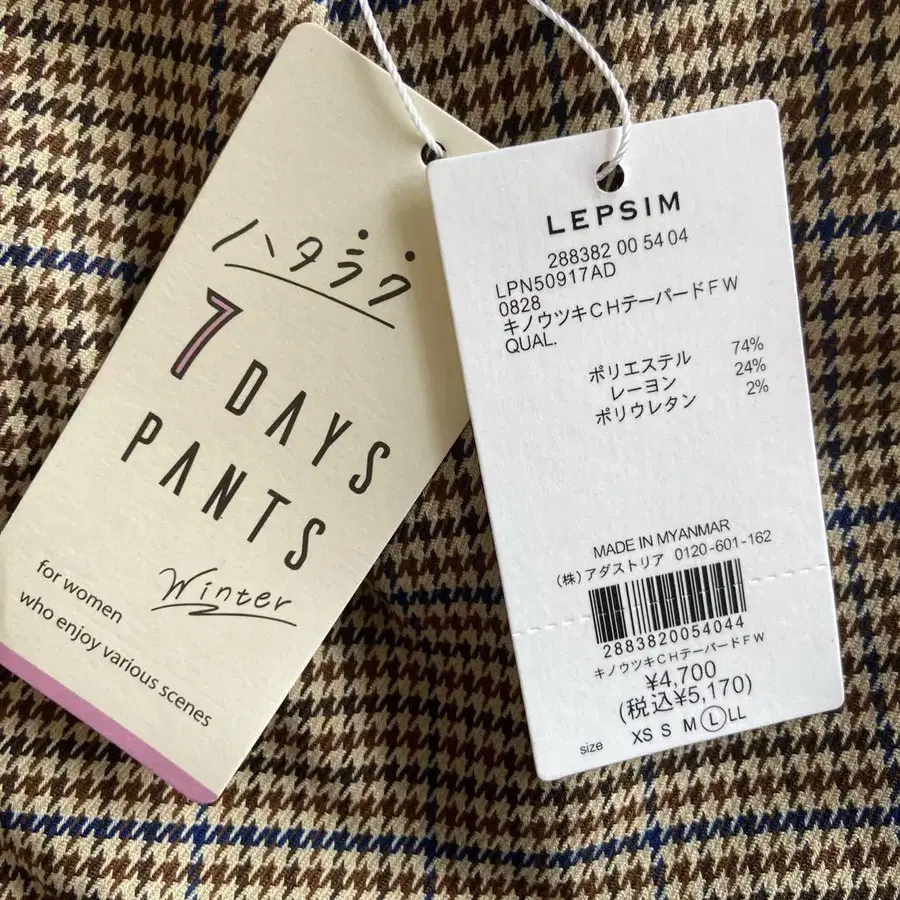 ハタラク
7 DAYS
PANTS
Winter
for women
who enjoy various scenes
LEPSIM
288382 00 54 04
LPN50917AD
0828
キノウツキCHテーパードFW
QUAL.
ポリエステル 74%
レーヨン 24%
ポリウレタン 2%
MADE IN MYANMAR
(株)アダストリア 0120-601-162
2883820054044
キノウツキCHテーパードFW
¥4,700
(税込¥5,170)
size XS S M L LL